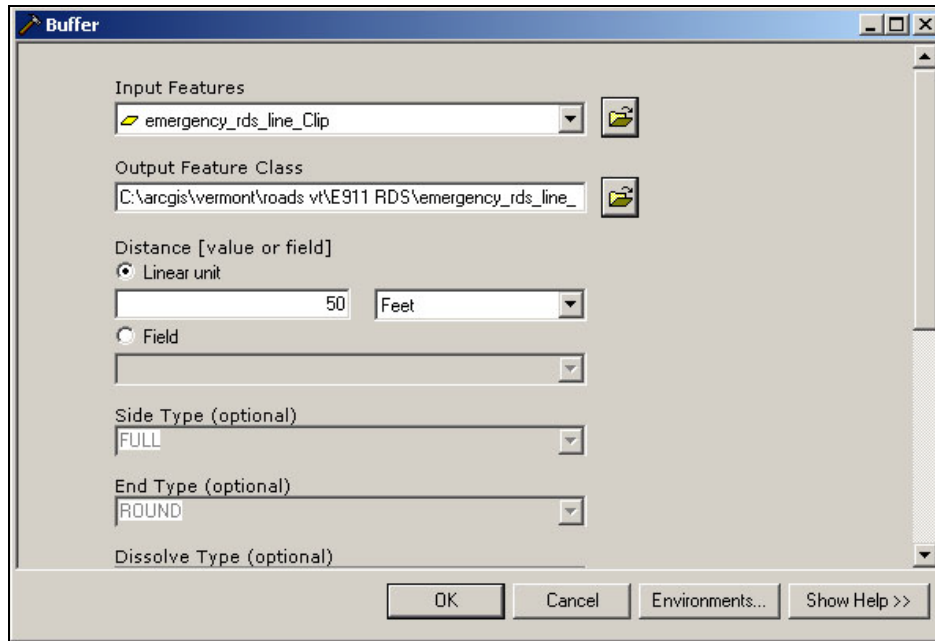 Buffer
Input Features
emergency_rds_line_Clip
Output Feature Class
C:\arcgis\vermont\roads vt\E911 RDS\emergency_rds_line_
Distance [value or field]
Linear unit
50 Feet
Field
Side Type (optional)
FULL
End Type (optional)
ROUND
Dissolve Type (optional)
OK Cancel Environments... Show Help >>